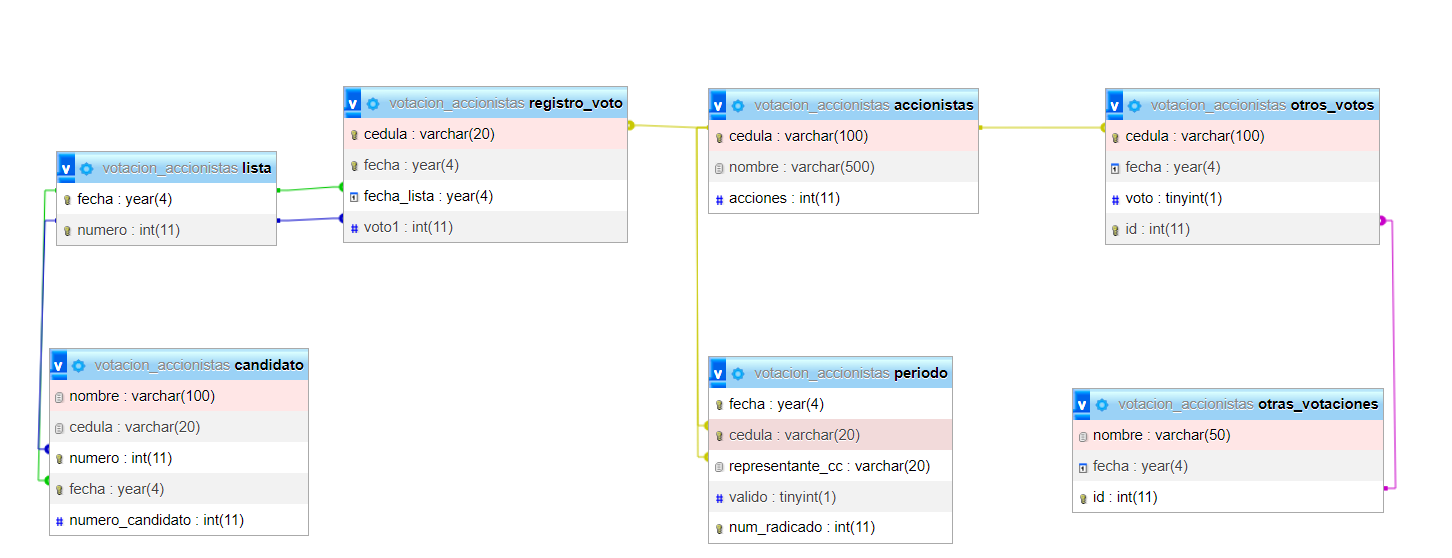 votacion_accionistas lista
fecha : year(4)
numero : int(11)
votacion_accionistas registro_voto
cedula : varchar(20)
fecha : year(4)
fecha_lista : year(4)
voto1 : int(11)
votacion_accionistas accionistas
cedula : varchar(100)
nombre : varchar(500)
acciones : int(11)
votacion_accionistas otros_votos
cedula : varchar(100)
fecha : year(4)
voto : tinyint(1)
id : int(11)
votacion_accionistas candidato
nombre : varchar(100)
cedula : varchar(20)
numero : int(11)
fecha : year(4)
numero_candidato : int(11)
votacion_accionistas periodo
fecha : year(4)
cedula : varchar(20)
representante_cc : varchar(20)
valido : tinyint(1)
num_radicado : int(11)
votacion_accionistas otras_votaciones
nombre : varchar(50)
fecha : year(4)
id : int(11)